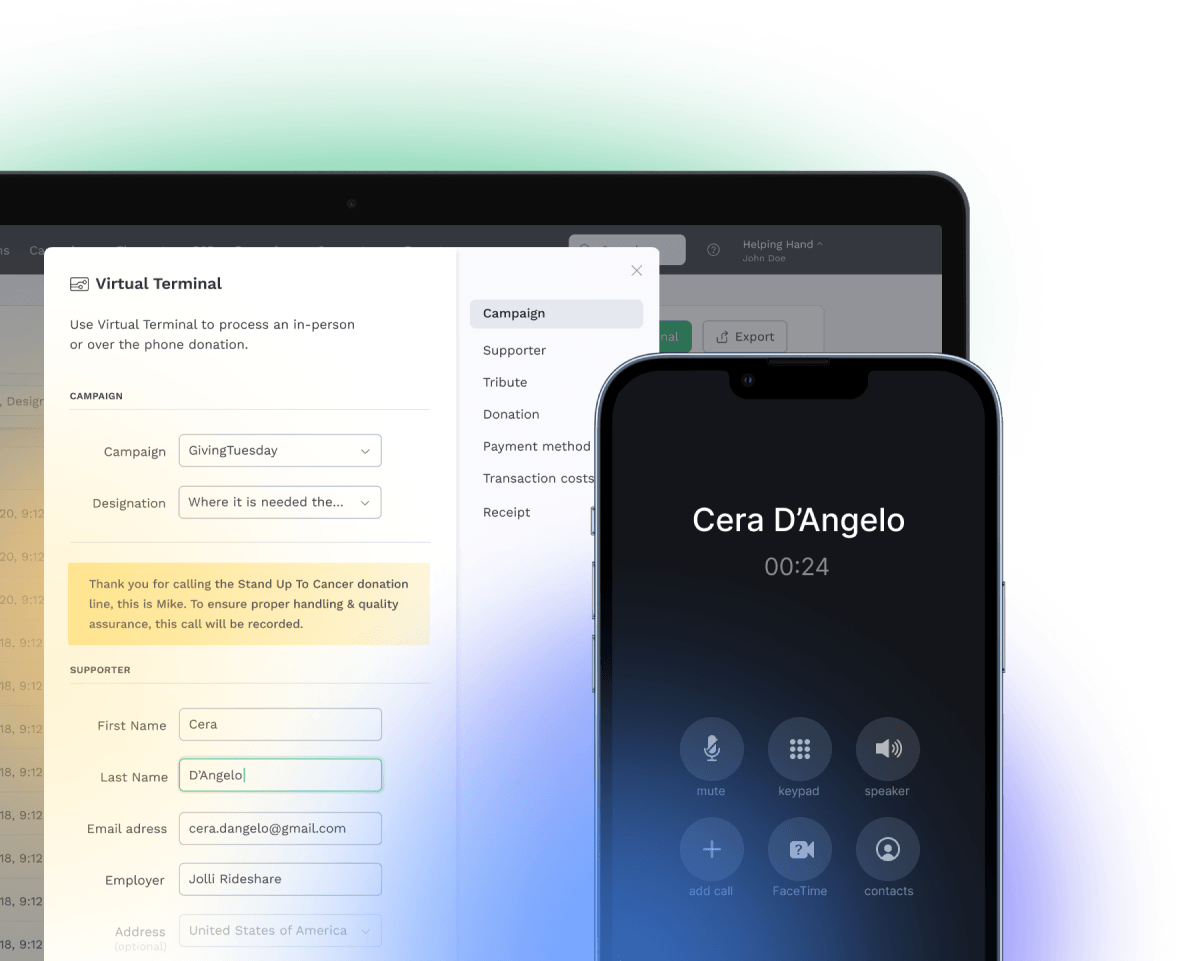 Helping Hand
John Doe
Virtual Terminal
Use Virtual Terminal to process an in-person
or over the phone donation.
CAMPAIGN
Campaign GivingTuesday
Designation Where it is needed the...
Thank you for calling the Stand Up To Cancer donation
line, this is Mike. To ensure proper handling & quality
assurance, this call will be recorded.
SUPPORTER
First Name Cera
Last Name D’Angelo
Email adress cera.dangelo@gmail.com
Employer Jolli Rideshare
Address United States of America
(optional)
Campaign
Supporter
Tribute
Donation
Payment method
Transaction costs
Receipt
Export
, Desigr
20, 9:12
20, 9:12
20, 9:12
18, 9:12
18, 9:12
18, 9:12
18, 9:12
18, 9:12
18, 9:12
18, 9:12
18, 9:12
Cera D’Angelo
00:24
mute keypad speaker
add call FaceTime contacts